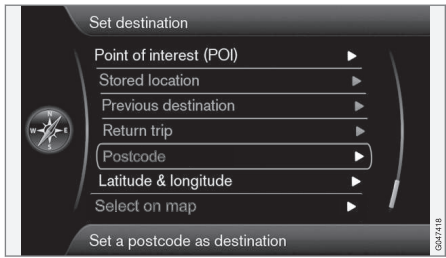 Set destination
Point of interest (POI)
Stored location
Previous destination
Return trip
Postcode
Latitude & longitude
Select on map
Set a postcode as destination
N
W E
S
G047418